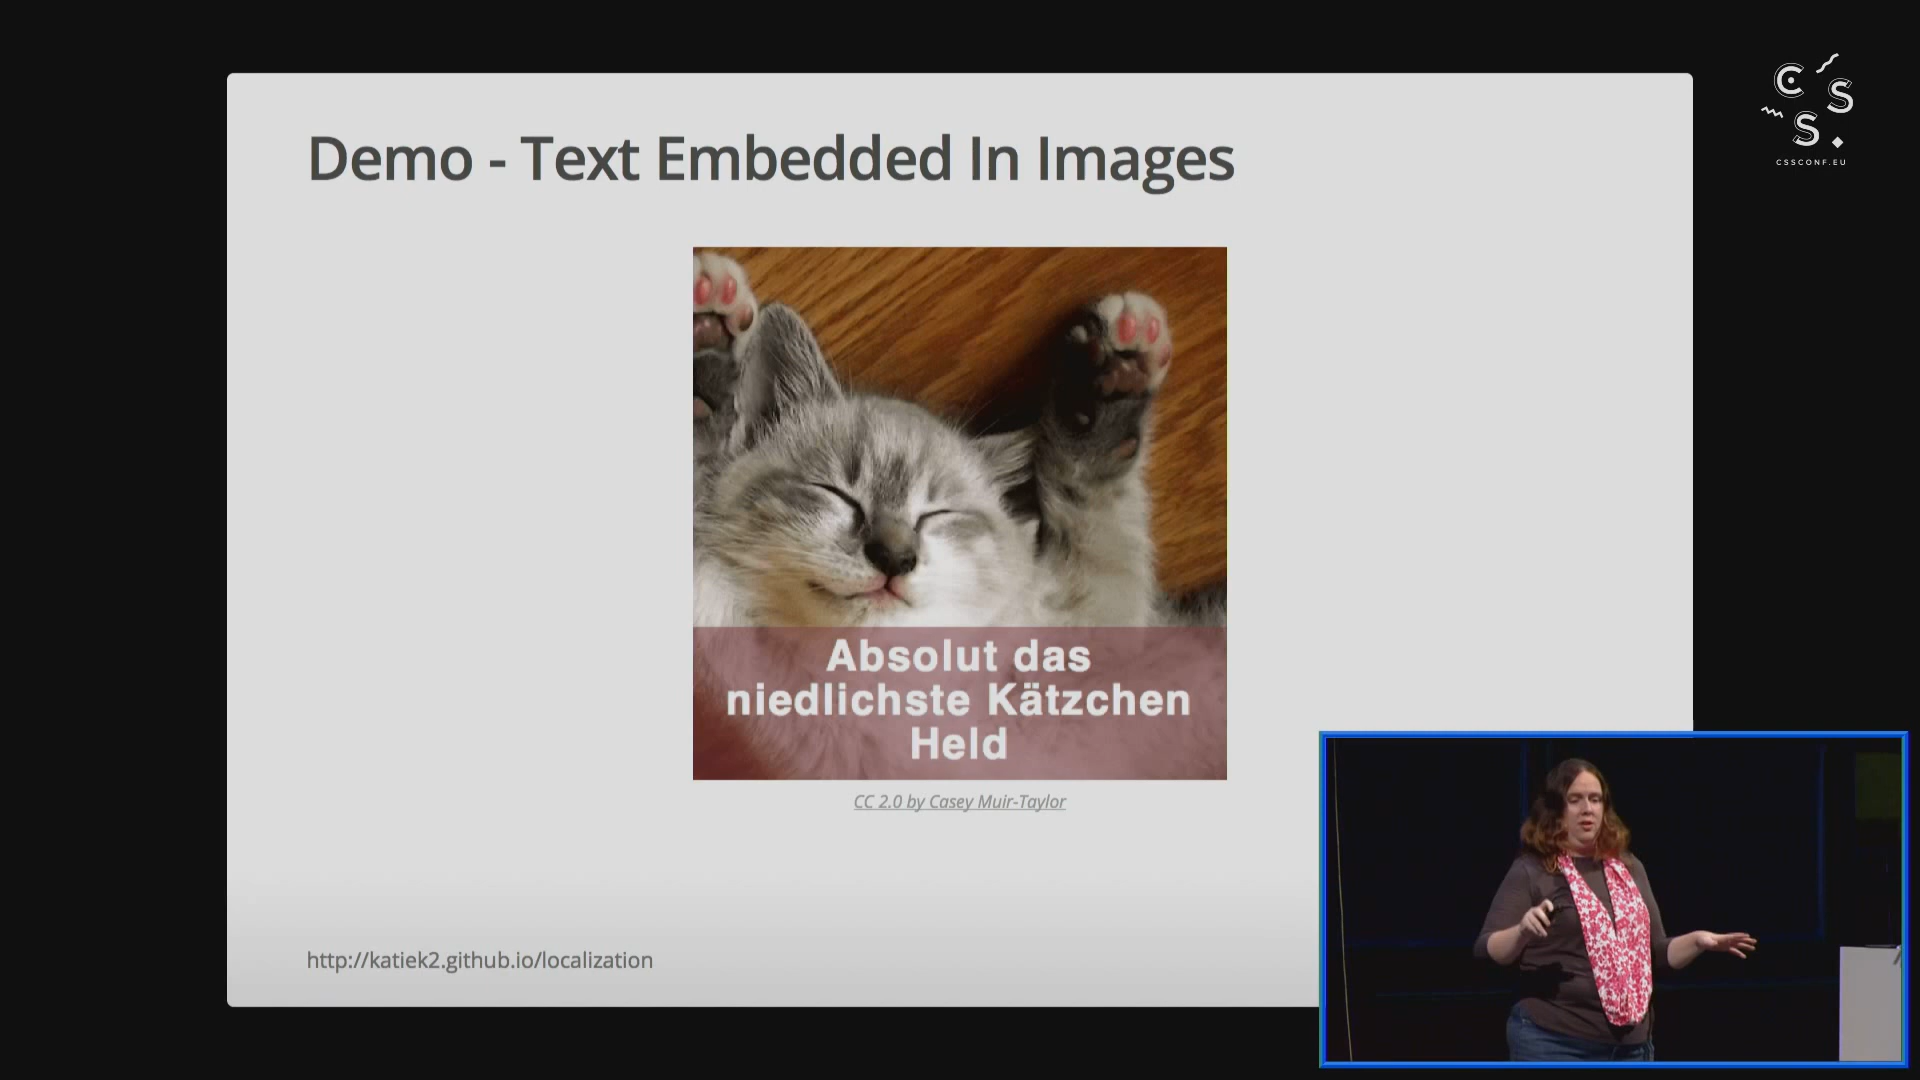 Demo - Text Embedded In Images
Absolut das
niedlichste Kätzchen
Held
CC 2.0 by Casey Muir-Taylor
http://katiek2.github.io/localization
CSS
CSSCONF.EU